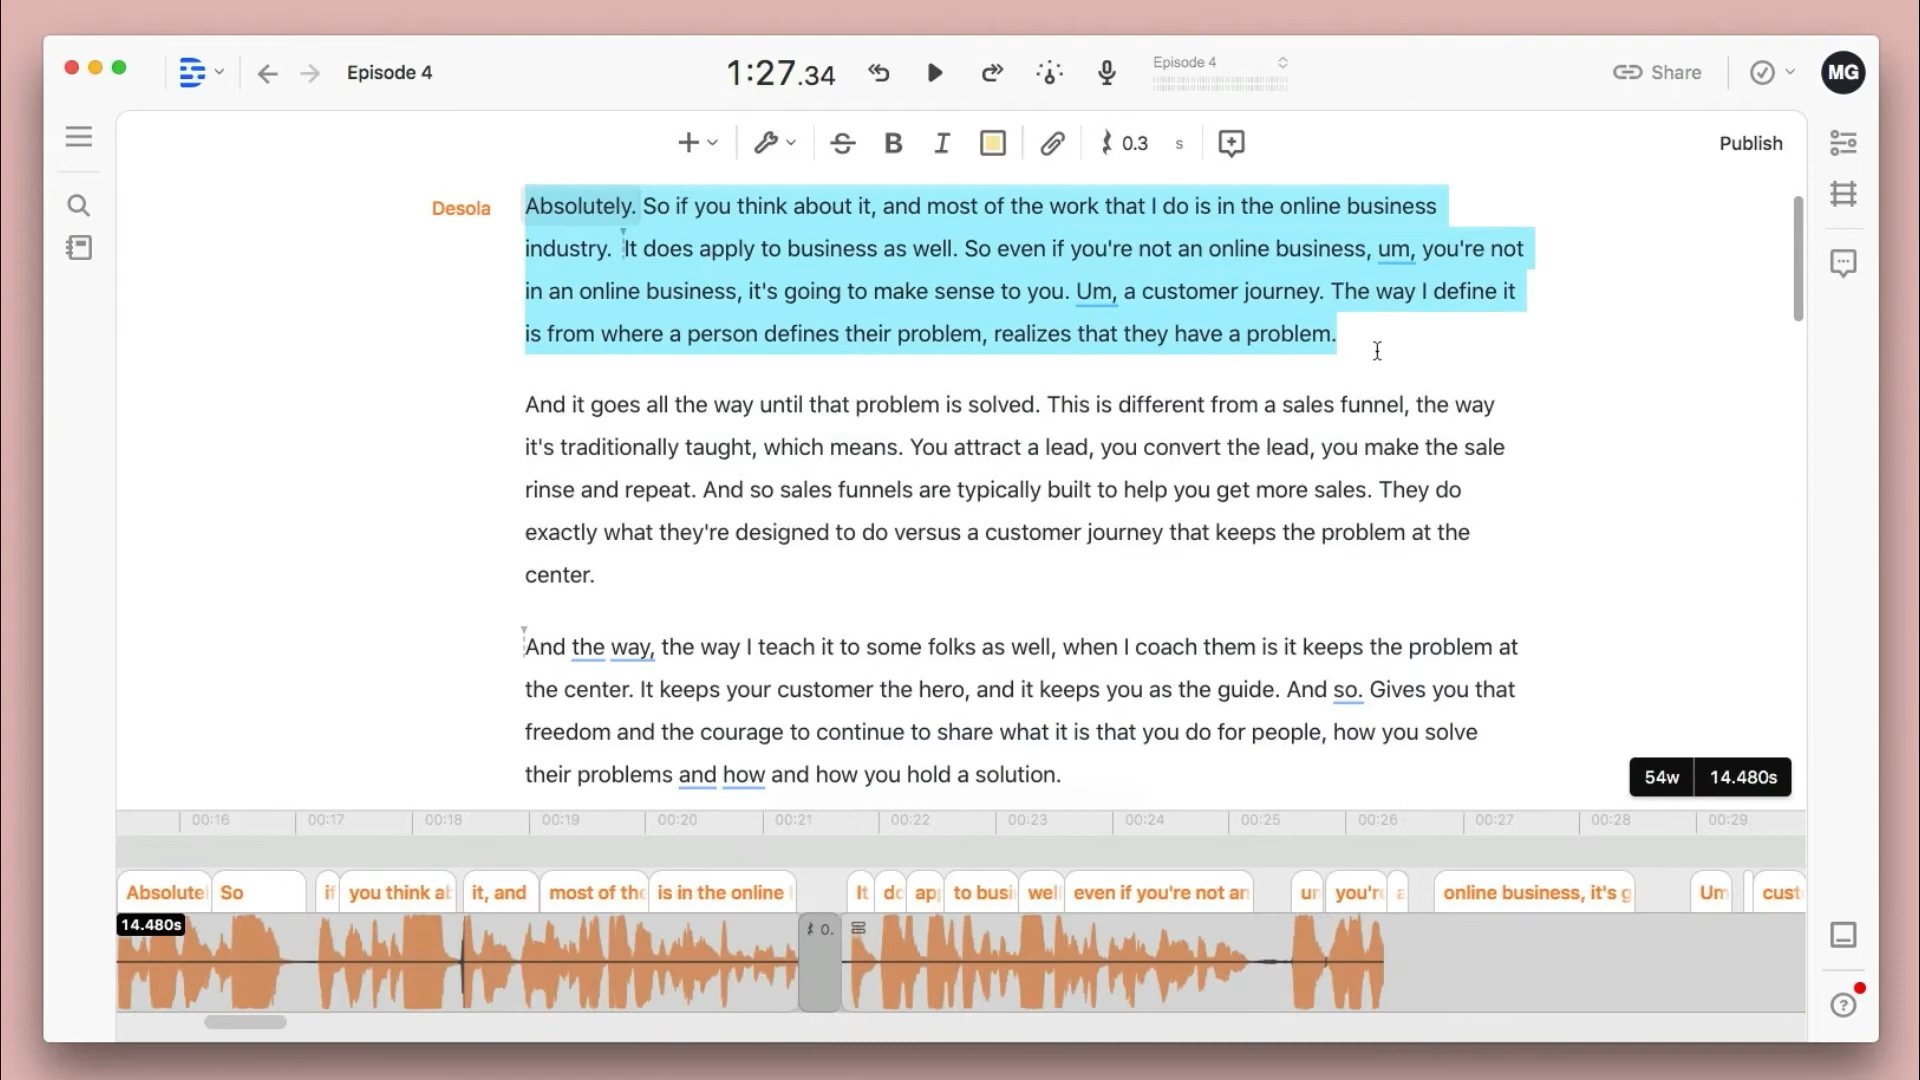 Episode 4
1:27.34
Episode 4
Share
MG
0.3 s
Publish
Desola
Absolutely. So if you think about it, and most of the work that I do is in the online business
industry. It does apply to business as well. So even if you're not an online business, um, you're not
in an online business, it's going to make sense to you. Um, a customer journey. The way I define it
is from where a person defines their problem, realizes that they have a problem.
And it goes all the way until that problem is solved. This is different from a sales funnel, the way
it's traditionally taught, which means. You attract a lead, you convert the lead, you make the sale
rinse and repeat. And so sales funnels are typically built to help you get more sales. They do
exactly what they're designed to do versus a customer journey that keeps the problem at the
center.
And the way, the way I teach it to some folks as well, when I coach them is it keeps the problem at
the center. It keeps your customer the hero, and it keeps you as the guide. And so. Gives you that
freedom and the courage to continue to share what it is that you do for people, how you solve
their problems and how and how you hold a solution.
54w 14.480s
00:16 00:17 00:18 00:19 00:20 00:21 00:22 00:23 00:24 00:25 00:26 00:27 00:28 00:29
Absolute So if you think a it, and most of the is in the online It do ap to busi well even if you're not an you'r online business, it's g Um cust
14.480s
0.